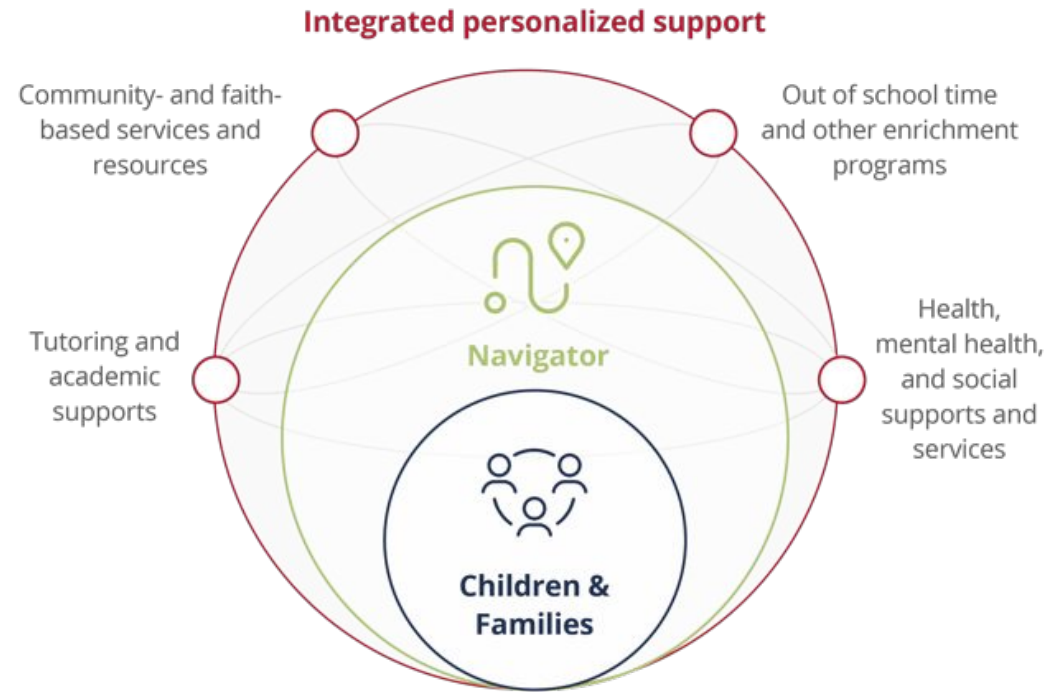 Integrated personalized support
Community- and faith-
based services and
resources
Out of school time
and other enrichment
programs
Navigator
Tutoring and
academic
supports
Health,
mental health,
and social
supports and
services
Children &
Families